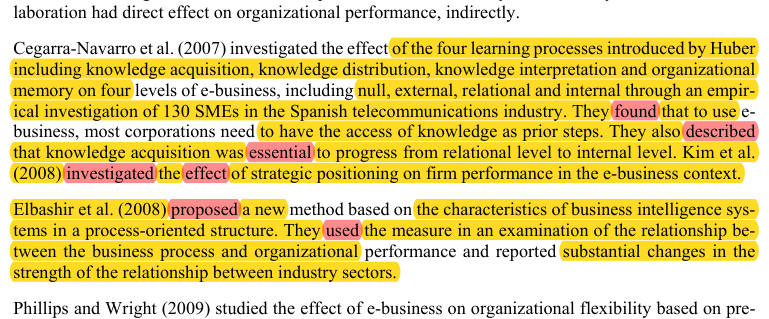 laboration had direct effect on organizational performance, indirectly.
Cegarra-Navarro et al. (2007) investigated the effect of the four learning processes introduced by Huber
including knowledge acquisition, knowledge distribution, knowledge interpretation and organizational
memory on four levels of e-business, including null, external, relational and internal through an empir-
ical investigation of 130 SMEs in the Spanish telecommunications industry. They found that to use e-
business, most corporations need to have the access of knowledge as prior steps. They also described
that knowledge acquisition was essential to progress from relational level to internal level. Kim et al.
(2008) investigated the effect of strategic positioning on firm performance in the e-business context.
Elbashir et al. (2008) proposed a new method based on the characteristics of business intelligence sys-
tems in a process-oriented structure. They used the measure in an examination of the relationship be-
tween the business process and organizational performance and reported substantial changes in the
strength of the relationship between industry sectors.
Phillips and Wright (2009) studied the effect of e-business on organizational flexibility based on pre-